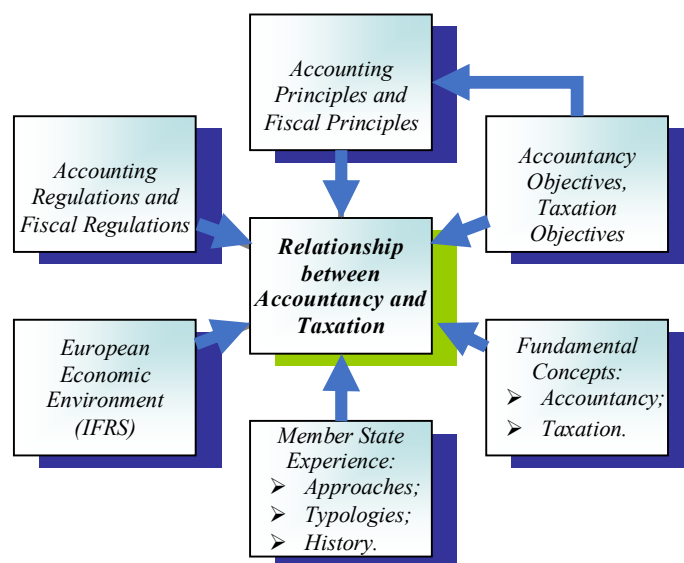 Accounting
Principles and
Fiscal Principles
Accounting
Regulations and
Fiscal Regulations
Accountancy
Objectives,
Taxation
Objectives
Relationship
between
Accountancy and
Taxation
European
Economic
Environment
(IFRS)
Fundamental
Concepts:
➢ Accountancy;
➢ Taxation.
Member State
Experience:
➢ Approaches;
➢ Typologies;
➢ History.